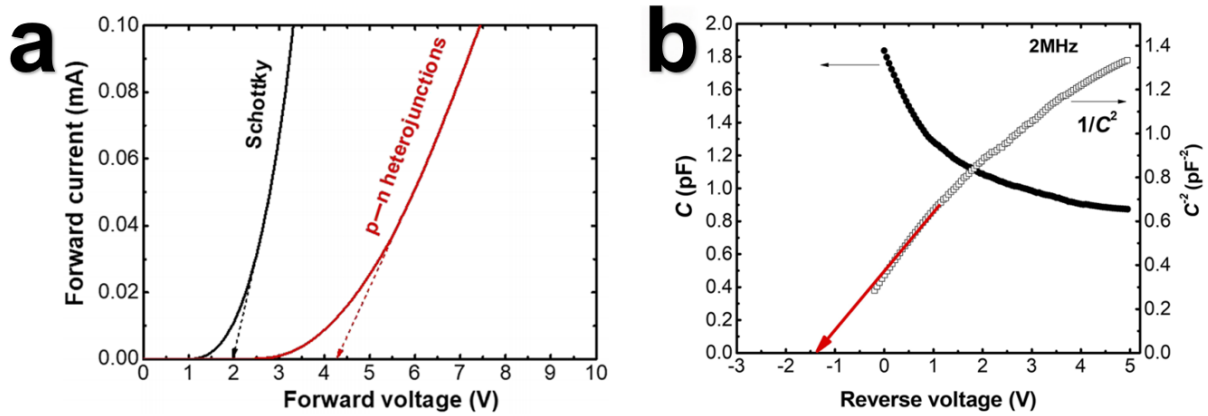 a
Forward current (mA)
0.10
0.08
0.06
0.04
0.02
0.00
Schottky
p—n heterojunctions
0 1 2 3 4 5 6 7 8 9 10
Forward voltage (V)
b
C (pF)
2.0
1.8
1.6
1.4
1.2
1.0
0.8
0.6
0.4
0.2
0.0
2MHz
1/C²
1.4
1.2
1.0
0.8
0.6
0.4
0.2
0.0
C⁻² (pF⁻²)
-3 -2 -1 0 1 2 3 4 5
Reverse voltage (V)